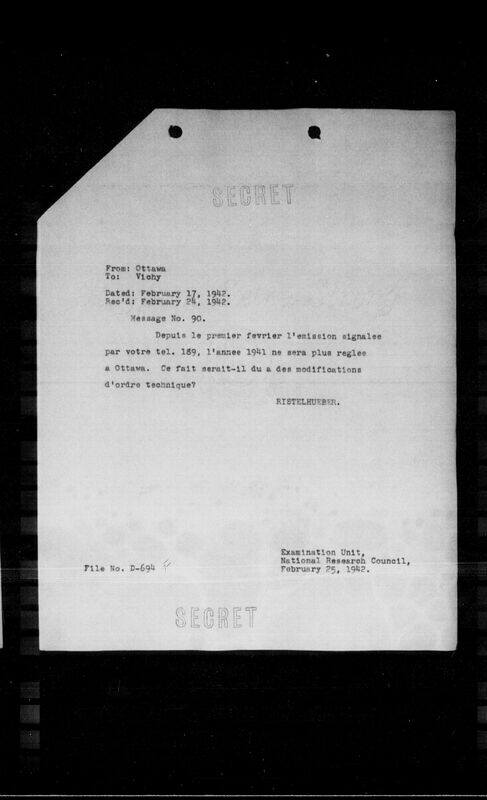 SECRET
From: Ottawa
To: Vichy
Dated: February 17, 1942.
Rec'd: February 24, 1942.
Message No. 90.
Depuis le premier fevrier l'emission signalee
par votre tel. 189, l'annee 1941 ne sera plus reglee
a Ottawa. Ce fait serait-il du a des modifications
d'ordre technique?
RISTELHUEBER.
Examination Unit,
National Research Council,
February 25, 1942.
File No. D-694
SECRET